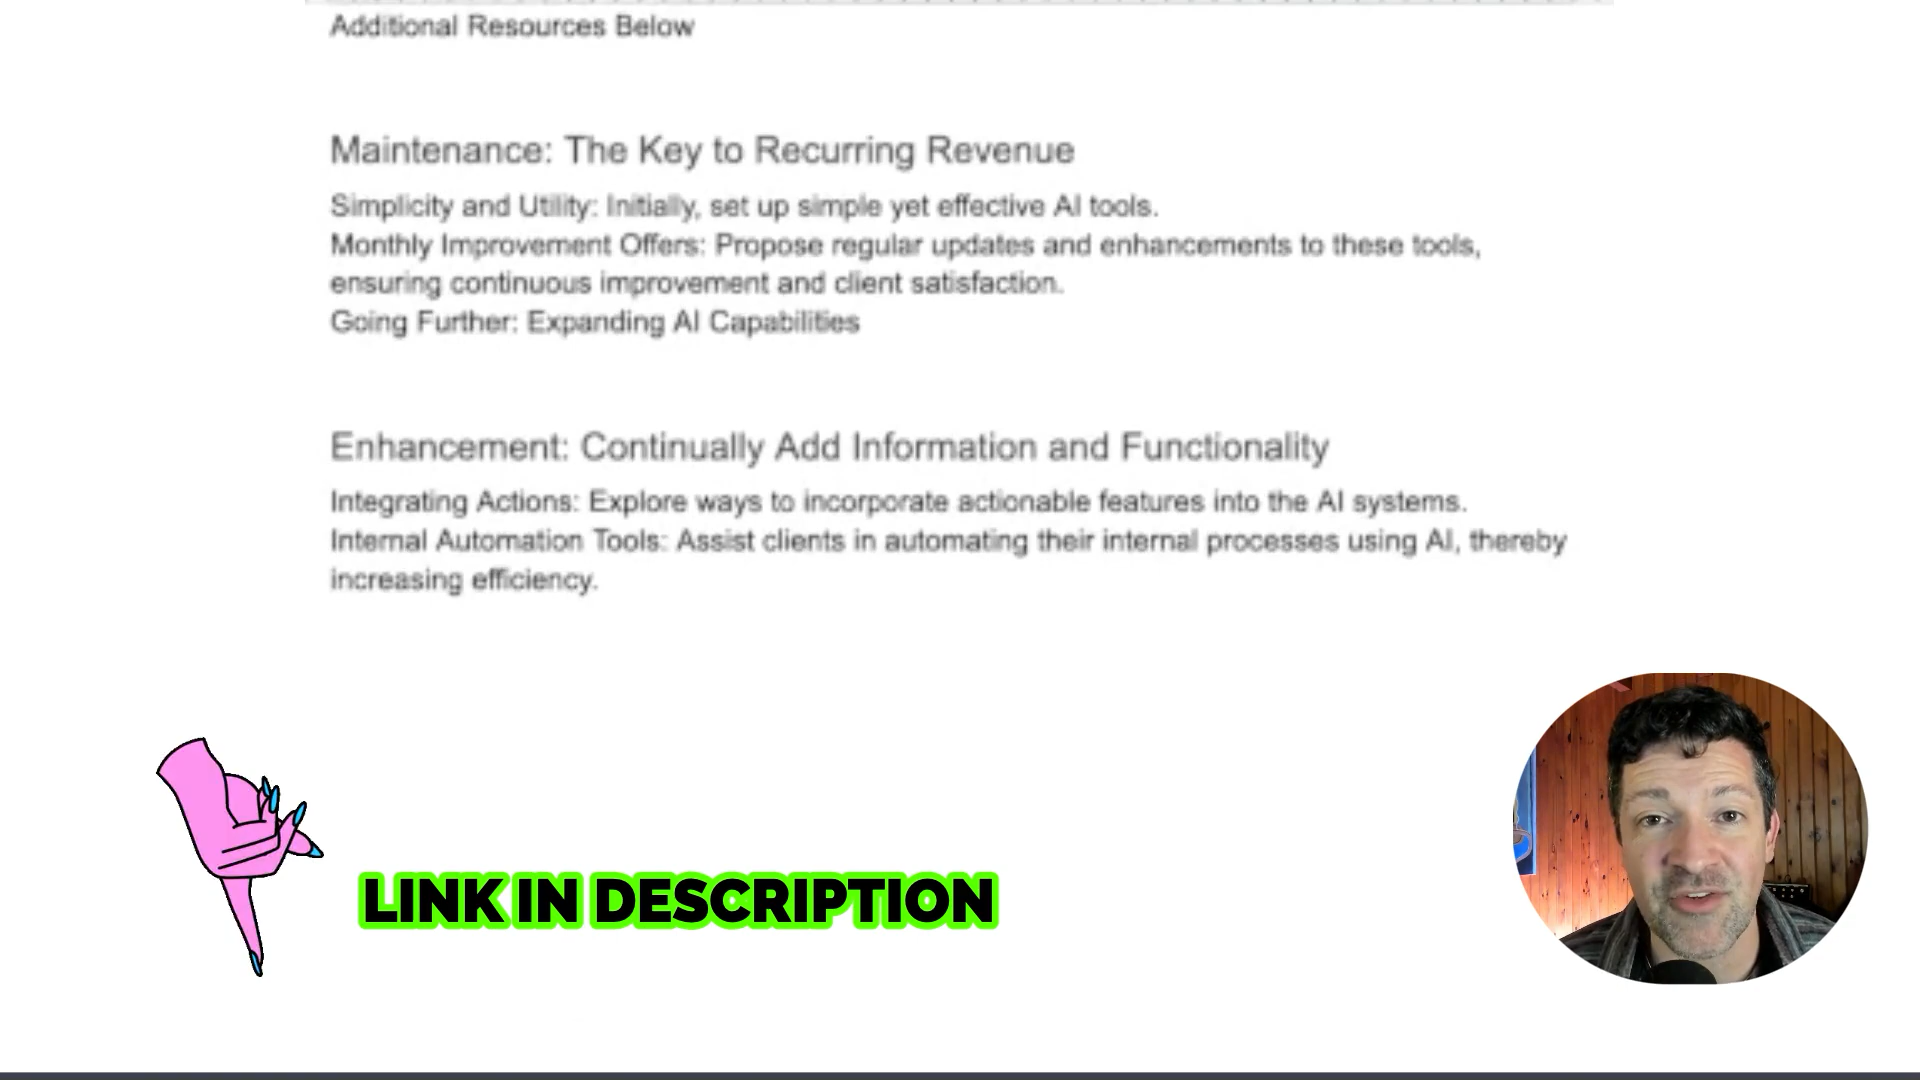 Additional Resources Below
Maintenance: The Key to Recurring Revenue
Simplicity and Utility: Initially, set up simple yet effective AI tools.
Monthly Improvement Offers: Propose regular updates and enhancements to these tools,
ensuring continuous improvement and client satisfaction.
Going Further: Expanding AI Capabilities
Enhancement: Continually Add Information and Functionality
Integrating Actions: Explore ways to incorporate actionable features into the AI systems.
Internal Automation Tools: Assist clients in automating their internal processes using AI, thereby
increasing efficiency.
LINK IN DESCRIPTION